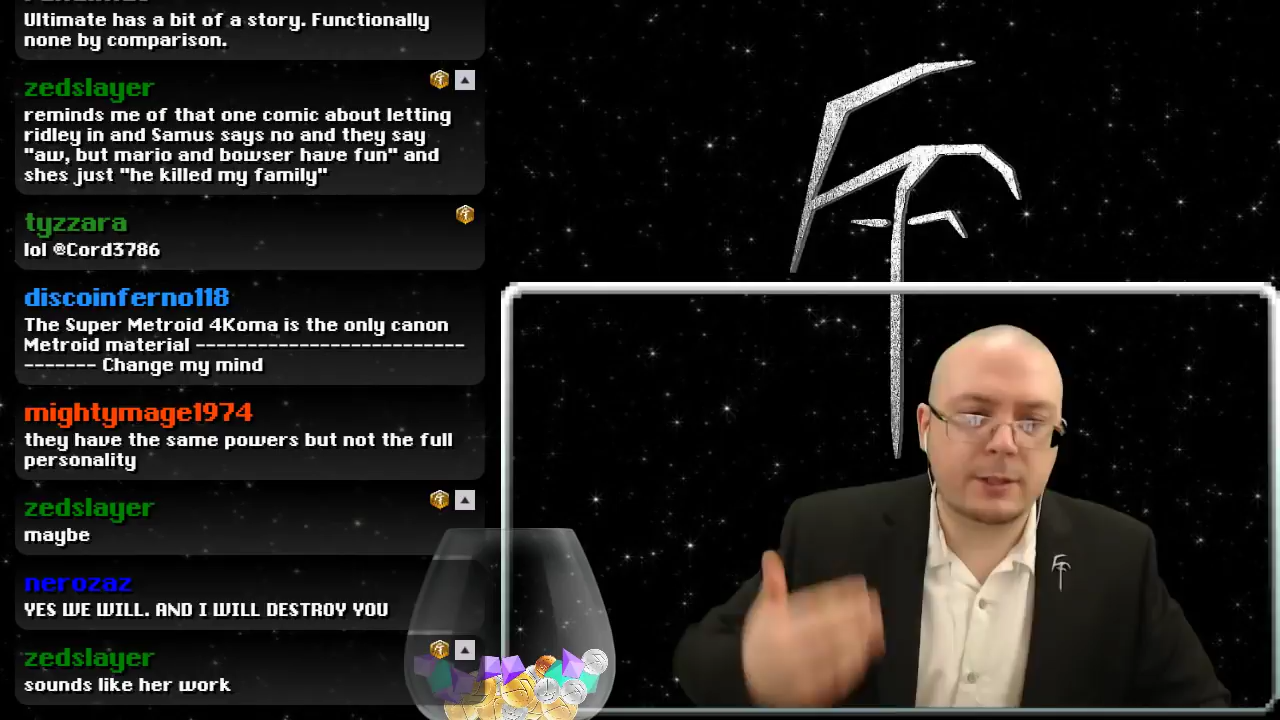 Ultimate has a bit of a story. Functionally
none by comparison.
zedslayer
reminds me of that one comic about letting
ridley in and Samus says no and they say
"aw, but mario and bowser have fun" and
shes just "he killed my family"
tyzzara
lol @Cord3786
discoinferno118
The Super Metroid 4Koma is the only canon
Metroid material ---------------------------
------- Change my mind
mightymage1974
they have the same powers but not the full
personality
zedslayer
maybe
nerozaz
YES WE WILL. AND I WILL DESTROY YOU
zedslayer
sounds like her work